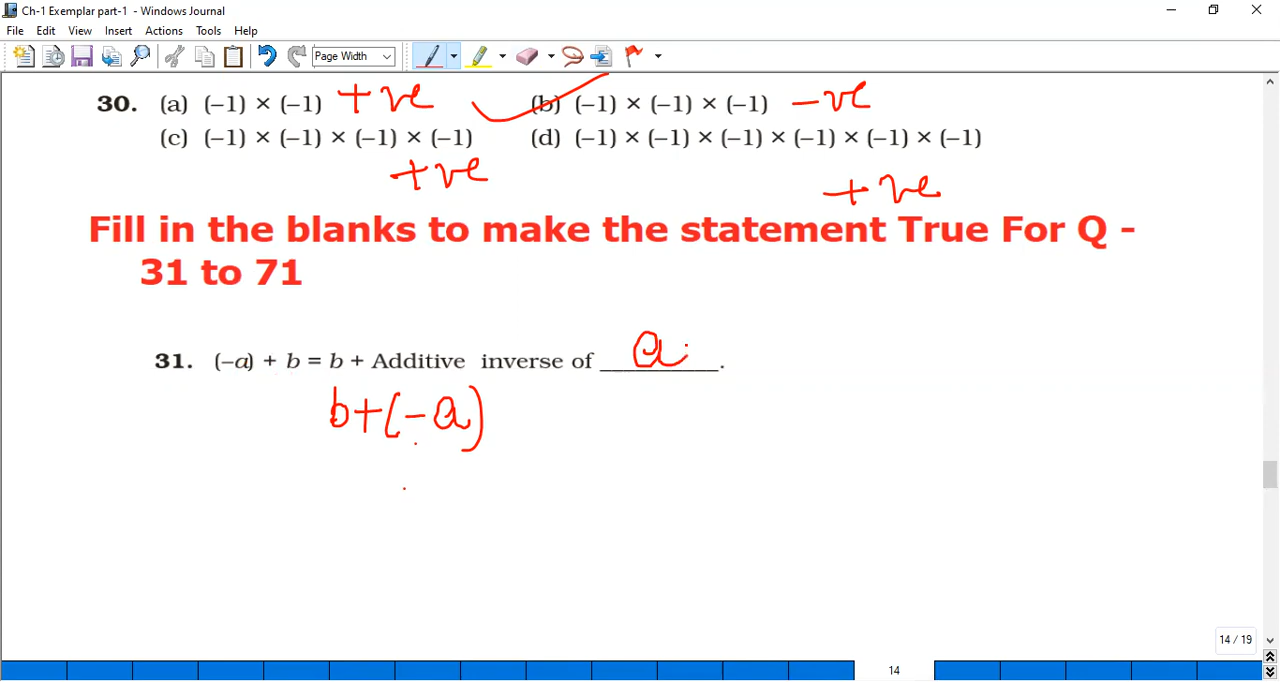 Ch-1 Exemplar part-1 - Windows Journal
File Edit View Insert Actions Tools Help
Page Width
30. (a) (−1) × (−1) +ve (b) (−1) × (−1) × (−1) −ve
(c) (−1) × (−1) × (−1) × (−1) (d) (−1) × (−1) × (−1) × (−1) × (−1) × (−1)
+ve +ve
Fill in the blanks to make the statement True For Q -
31 to 71
31. (−a) + b = b + Additive inverse of a.
b+(-a)
14 / 19
14